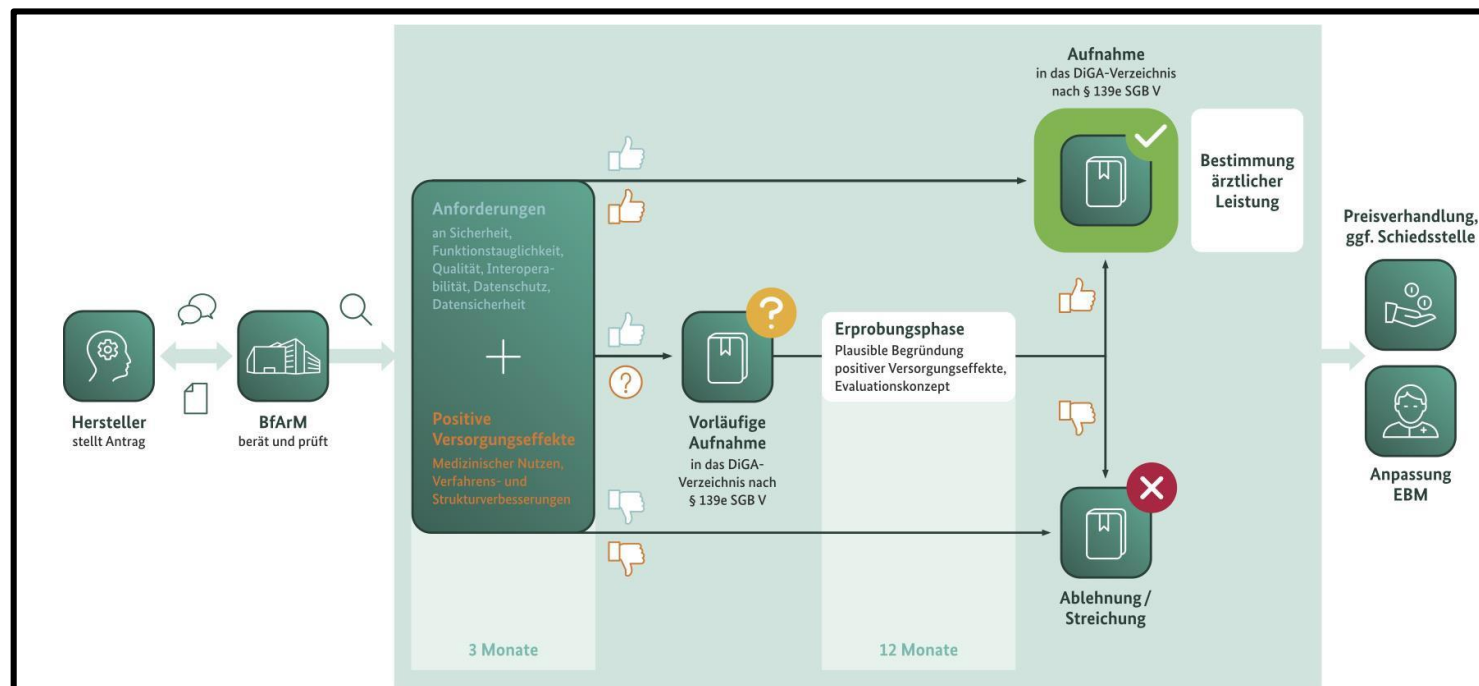 Hersteller
stellt Antrag
BfArM
berät und prüft
Anforderungen
an Sicherheit,
Funktionstauglichkeit,
Qualität, Interopera-
bilität, Datenschutz,
Datensicherheit
Positive
Versorgungseffekte
Medizinischer Nutzen,
Verfahrens- und
Strukturverbesserungen
3 Monate
?
?
Vorläufige
Aufnahme
in das DiGA-
Verzeichnis nach
§ 139e SGB V
Erprobungsphase
Plausible Begründung
positiver Versorgungseffekte,
Evaluationskonzept
12 Monate
Aufnahme
in das DiGA-Verzeichnis
nach § 139e SGB V
Bestimmung
ärztlicher
Leistung
Ablehnung /
Streichung
Preisverhandlung,
ggf. Schiedsstelle
Anpassung
EBM